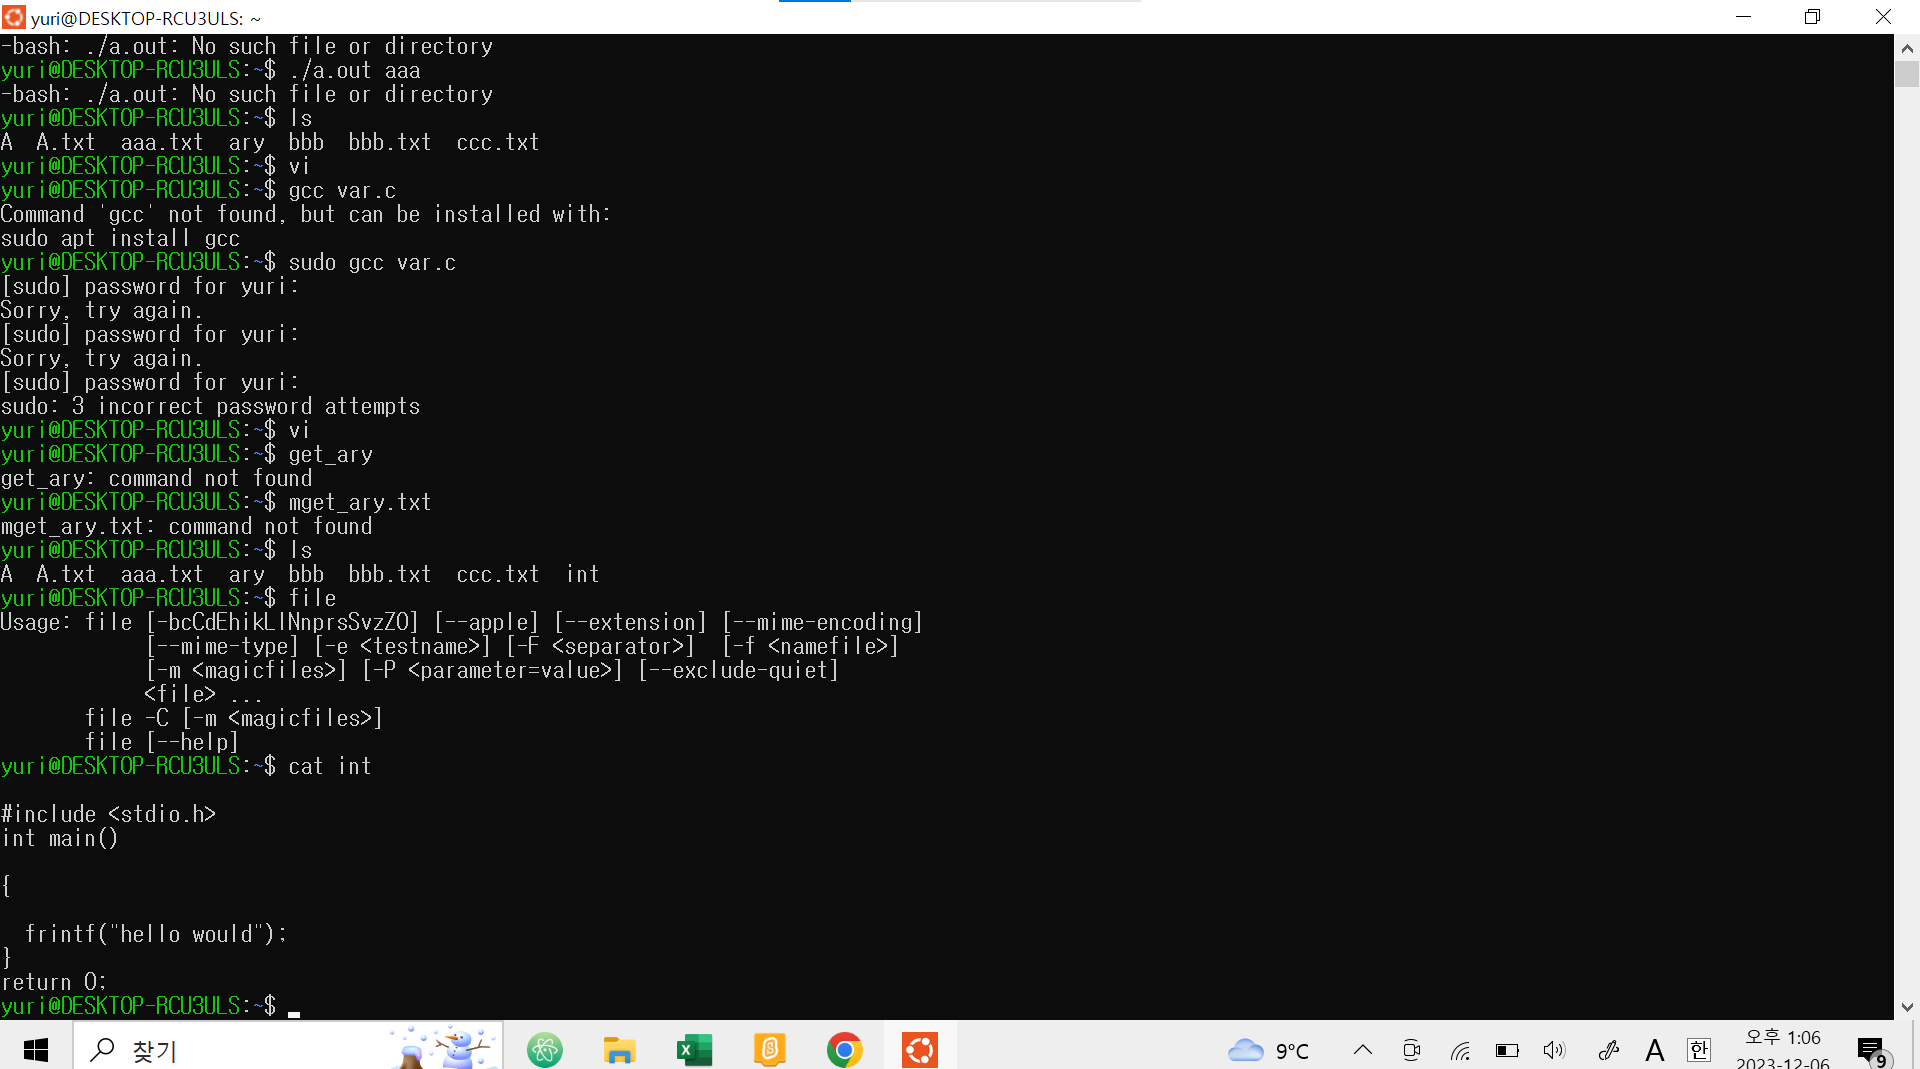 yuri@DESKTOP-RCU3ULS: ~
-bash: ./a.out: No such file or directory
yuri@DESKTOP-RCU3ULS:~$ ./a.out aaa
-bash: ./a.out: No such file or directory
yuri@DESKTOP-RCU3ULS:~$ ls
A  A.txt  aaa.txt  ary  bbb  bbb.txt  ccc.txt
yuri@DESKTOP-RCU3ULS:~$ vi
yuri@DESKTOP-RCU3ULS:~$ gcc var.c
Command 'gcc' not found, but can be installed with:
sudo apt install gcc
yuri@DESKTOP-RCU3ULS:~$ sudo gcc var.c
[sudo] password for yuri:
Sorry, try again.
[sudo] password for yuri:
Sorry, try again.
[sudo] password for yuri:
sudo: 3 incorrect password attempts
yuri@DESKTOP-RCU3ULS:~$ vi
yuri@DESKTOP-RCU3ULS:~$ get_ary
get_ary: command not found
yuri@DESKTOP-RCU3ULS:~$ mget_ary.txt
mget_ary.txt: command not found
yuri@DESKTOP-RCU3ULS:~$ ls
A  A.txt  aaa.txt  ary  bbb  bbb.txt  ccc.txt  int
yuri@DESKTOP-RCU3ULS:~$ file
Usage: file [-bcCdEhikLlNnprsSvzZ0] [--apple] [--extension] [--mime-encoding]
            [--mime-type] [-e <testname>] [-F <separator>]  [-f <namefile>]
            [-m <magicfiles>] [-P <parameter=value>] [--exclude-quiet]
            <file> ...
       file -C [-m <magicfiles>]
       file [--help]
yuri@DESKTOP-RCU3ULS:~$ cat int
#include <stdio.h>
int main()
{
  frintf("hello would");
}
return 0;
yuri@DESKTOP-RCU3ULS:~$
찾기
9°C
A
한
오후 1:06
2023-12-06
9